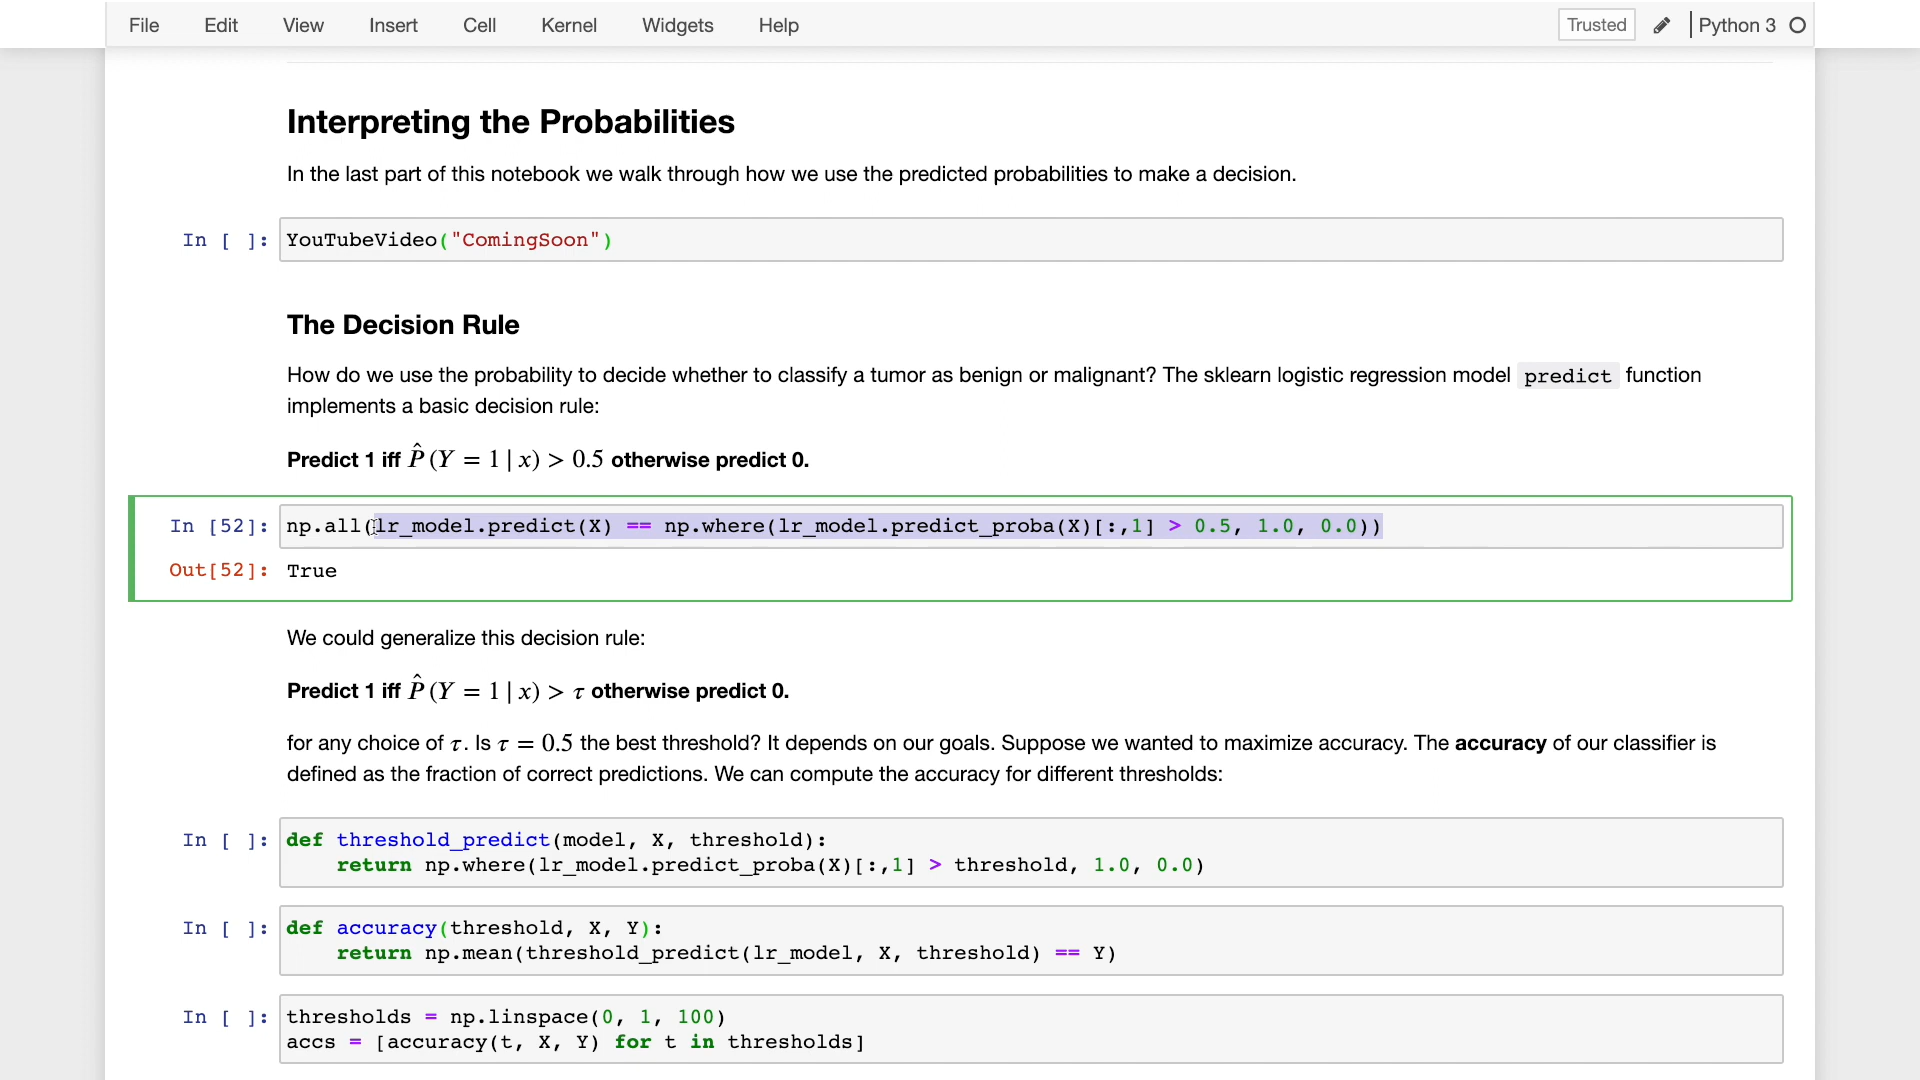 File Edit View Insert Cell Kernel Widgets Help Trusted Python 3
Interpreting the Probabilities
In the last part of this notebook we walk through how we use the predicted probabilities to make a decision.
In [ ]: YouTubeVideo("ComingSoon")
The Decision Rule
How do we use the probability to decide whether to classify a tumor as benign or malignant? The sklearn logistic regression model predict function
implements a basic decision rule:
Predict 1 iff P̂(Y = 1 | x) > 0.5 otherwise predict 0.
In [52]: np.all(lr_model.predict(X) == np.where(lr_model.predict_proba(X)[:,1] > 0.5, 1.0, 0.0))
Out[52]: True
We could generalize this decision rule:
Predict 1 iff P̂(Y = 1 | x) > τ otherwise predict 0.
for any choice of τ. Is τ = 0.5 the best threshold? It depends on our goals. Suppose we wanted to maximize accuracy. The accuracy of our classifier is
defined as the fraction of correct predictions. We can compute the accuracy for different thresholds:
In [ ]: def threshold_predict(model, X, threshold):
return np.where(lr_model.predict_proba(X)[:,1] > threshold, 1.0, 0.0)
In [ ]: def accuracy(threshold, X, Y):
return np.mean(threshold_predict(lr_model, X, threshold) == Y)
In [ ]: thresholds = np.linspace(0, 1, 100)
accs = [accuracy(t, X, Y) for t in thresholds]